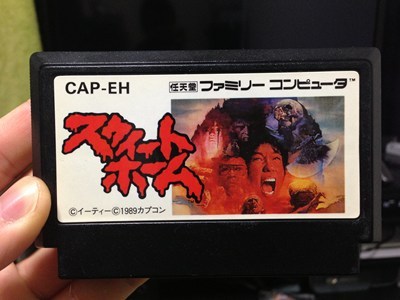 CAP-EH
任天堂 ファミリー コンピュータ™
スウィート
ホーム
©イーティー©1989カプコン